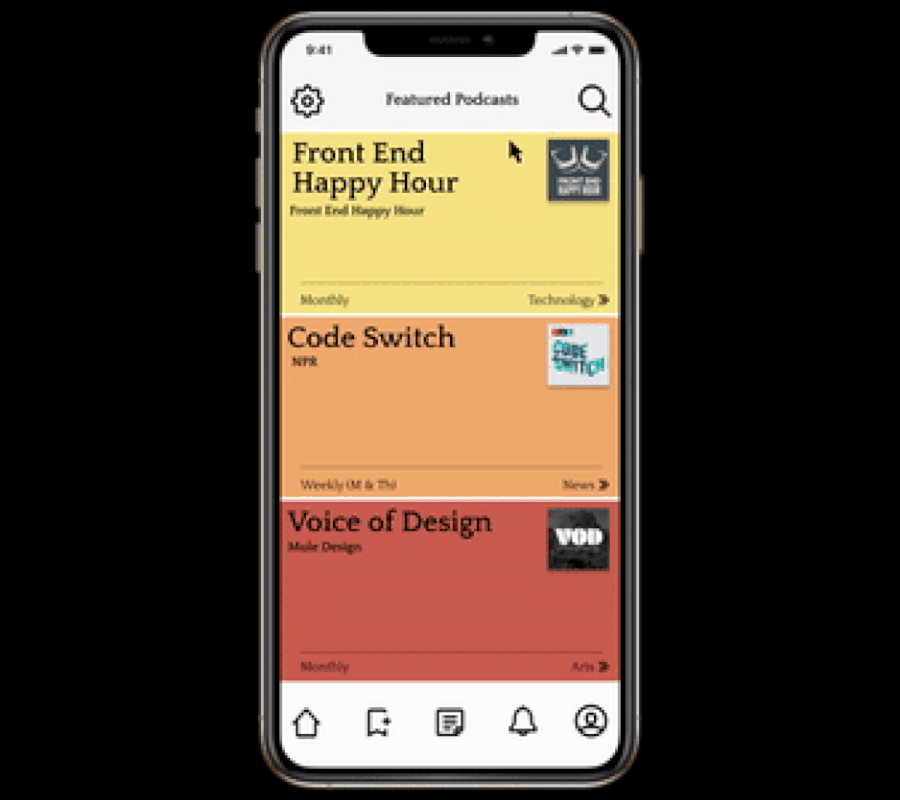 9:41
Featured Podcasts
Front End
Happy Hour
Front End Happy Hour
FRONT END
HAPPY HOUR
Monthly
Technology
Code Switch
NPR
CODE
SWITCH
Weekly (M & Th)
News
Voice of Design
Mule Design
VOD
Monthly
Arts